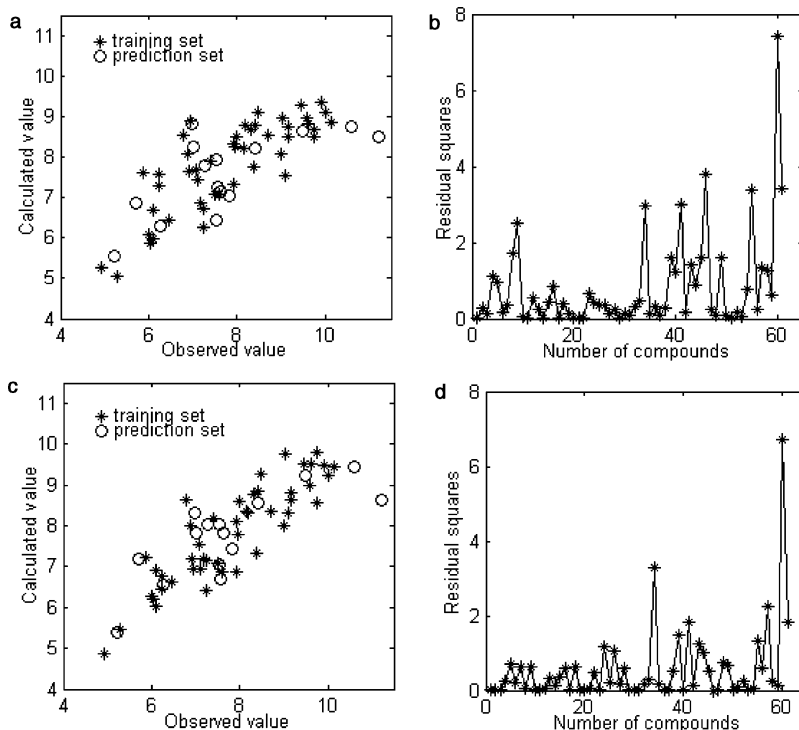 a
11
10
9
8
7
6
5
4
4
6
8
10
Calculated value
Observed value
training set
prediction set
b
8
6
4
2
0
0
20
40
60
Residual squares
Number of compounds
c
11
10
9
8
7
6
5
4
4
6
8
10
Calculated value
Observed value
training set
prediction set
d
8
6
4
2
0
0
20
40
60
Residual squares
Number of compounds